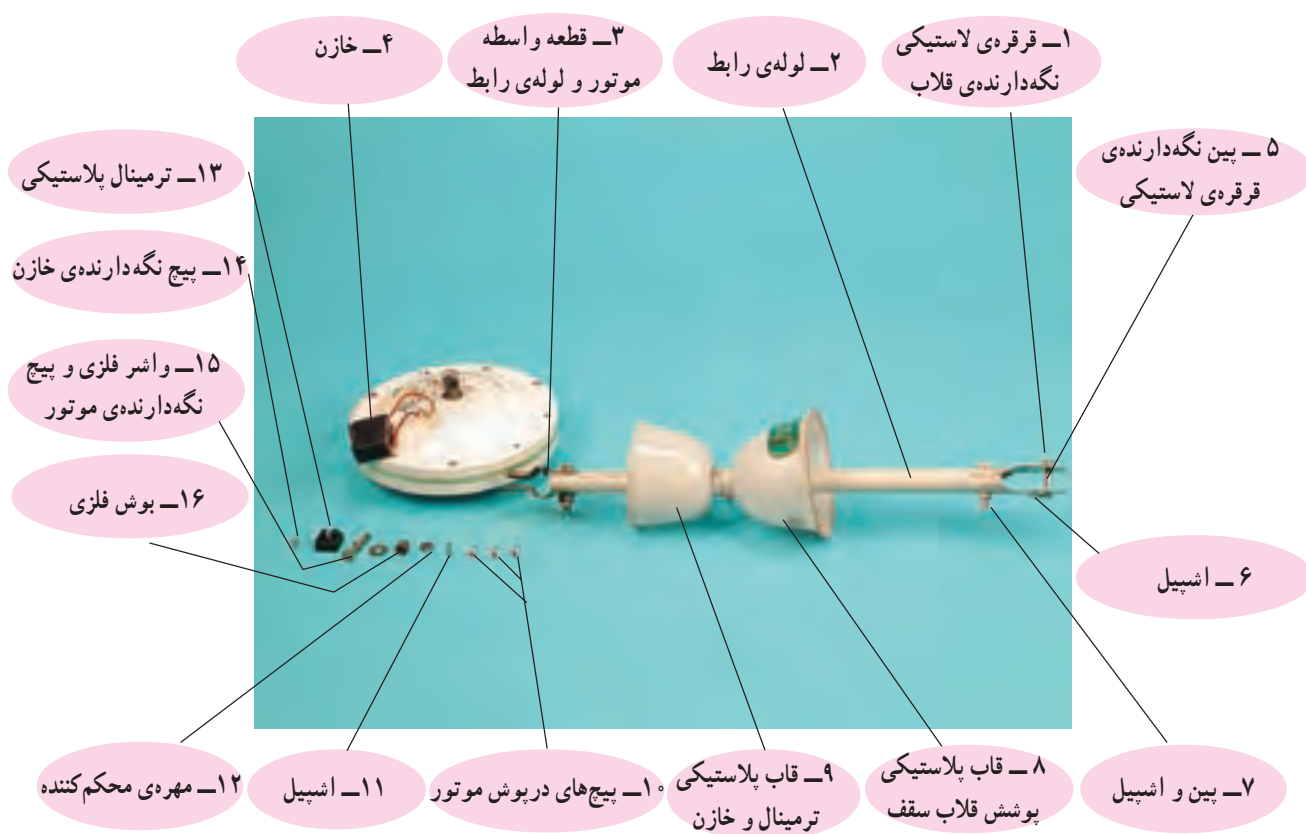 ۱ــ قرقره‌ی لاستیکی
نگه‌دارنده‌ی قلاب
۲ــ لوله‌ی رابط
۳ــ قطعه واسطه
موتور و لوله‌ی رابط
۴ــ خازن
۵ ــ پین نگه‌دارنده‌ی
قرقره‌ی لاستیکی
۱۳ــ ترمینال پلاستیکی
۱۴ــ پیچ نگه‌دارنده‌ی خازن
۱۵ــ واشر فلزی و پیچ
نگه‌دارنده‌ی موتور
۱۶ــ بوش فلزی
۶ ــ اشپیل
۷ــ پین و اشپیل
۸ ــ قاب پلاستیکی
پوشش قلاب سقف
۹ــ قاب پلاستیکی
ترمینال و خازن
۱۰ــ پیچ‌های درپوش موتور
۱۱ــ اشپیل
۱۲ــ مهره‌ی محکم‌کننده